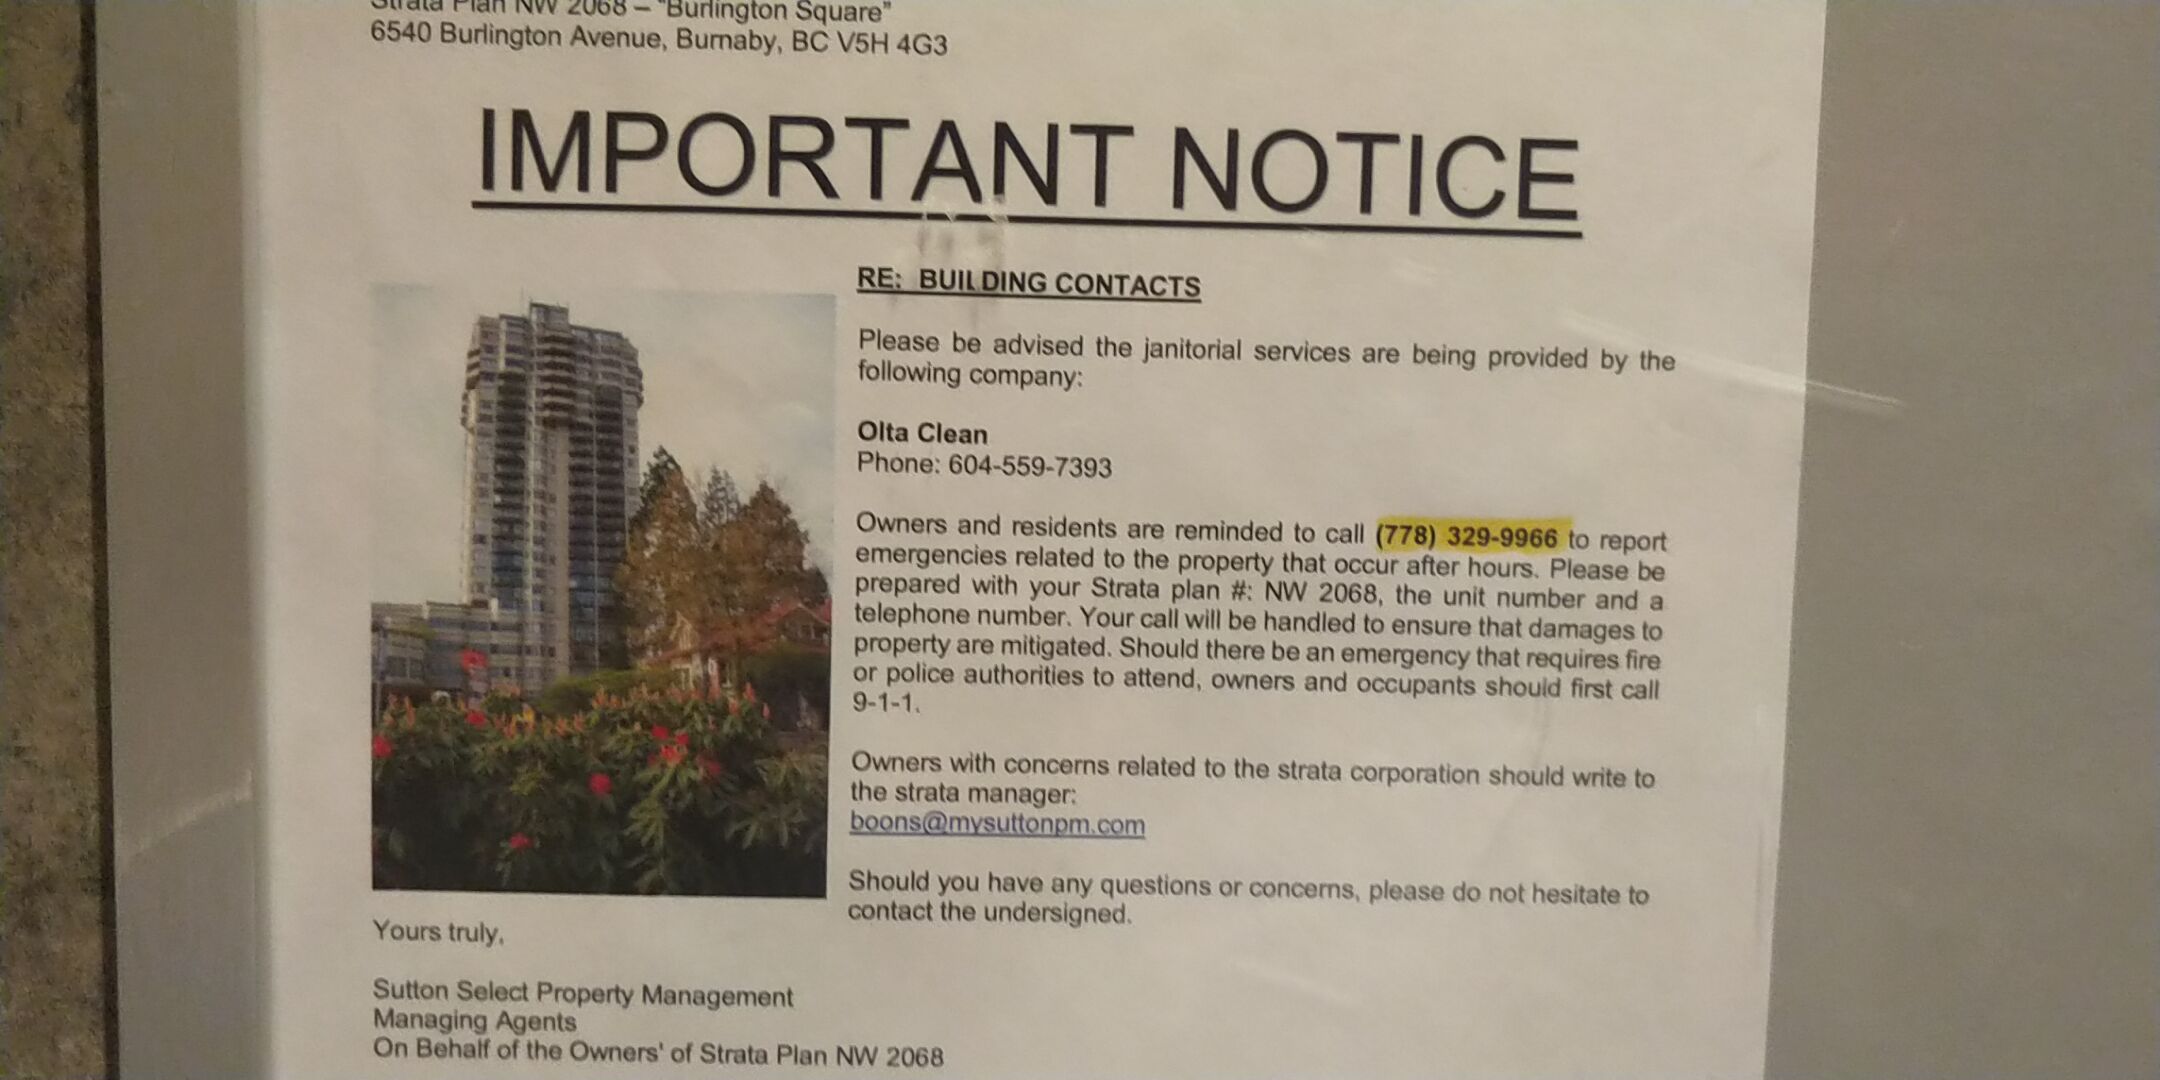 Strata Plan NW 2068 – "Burlington Square"
6540 Burlington Avenue, Burnaby, BC V5H 4G3
IMPORTANT NOTICE
RE: BUILDING CONTACTS
Please be advised the janitorial services are being provided by the
following company:
Olta Clean
Phone: 604-559-7393
Owners and residents are reminded to call (778) 329-9966 to report
emergencies related to the property that occur after hours. Please be
prepared with your Strata plan #: NW 2068, the unit number and a
telephone number. Your call will be handled to ensure that damages to
property are mitigated. Should there be an emergency that requires fire
or police authorities to attend, owners and occupants should first call
9-1-1.
Owners with concerns related to the strata corporation should write to
the strata manager:
boons@mysuttonpm.com
Should you have any questions or concerns, please do not hesitate to
contact the undersigned.
Yours truly,
Sutton Select Property Management
Managing Agents
On Behalf of the Owners' of Strata Plan NW 2068